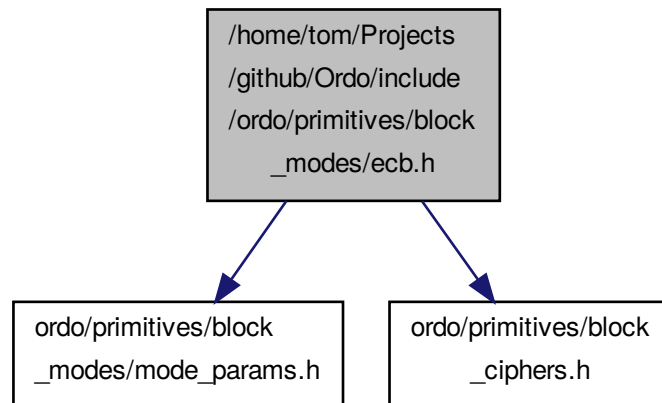 /home/tom/Projects
/github/Ordo/include
/ordo/primitives/block
_modes/ecb.h
ordo/primitives/block
_modes/mode_params.h
ordo/primitives/block
_ciphers.h